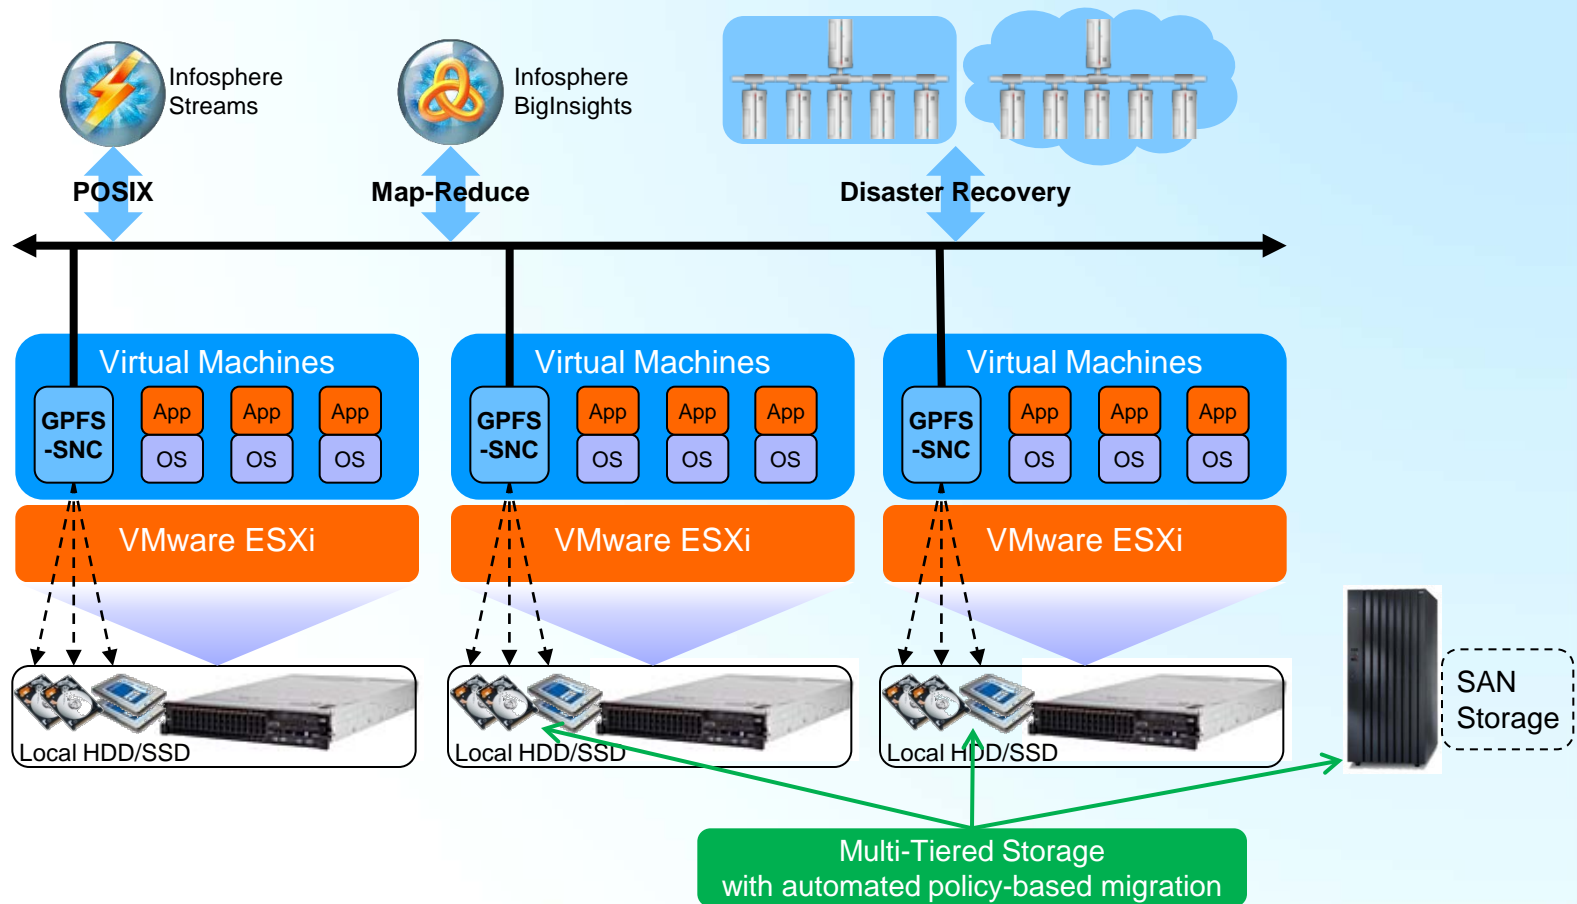 Infosphere
Streams
Infosphere
BigInsights
POSIX
Map-Reduce
Disaster Recovery
Virtual Machines
GPFS
-SNC
App
App
App
OS
OS
OS
VMware ESXi
Local HDD/SSD
Virtual Machines
GPFS
-SNC
App
App
App
OS
OS
OS
VMware ESXi
Local HDD/SSD
Virtual Machines
GPFS
-SNC
App
App
App
OS
OS
OS
VMware ESXi
Local HDD/SSD
SAN
Storage
Multi-Tiered Storage
with automated policy-based migration